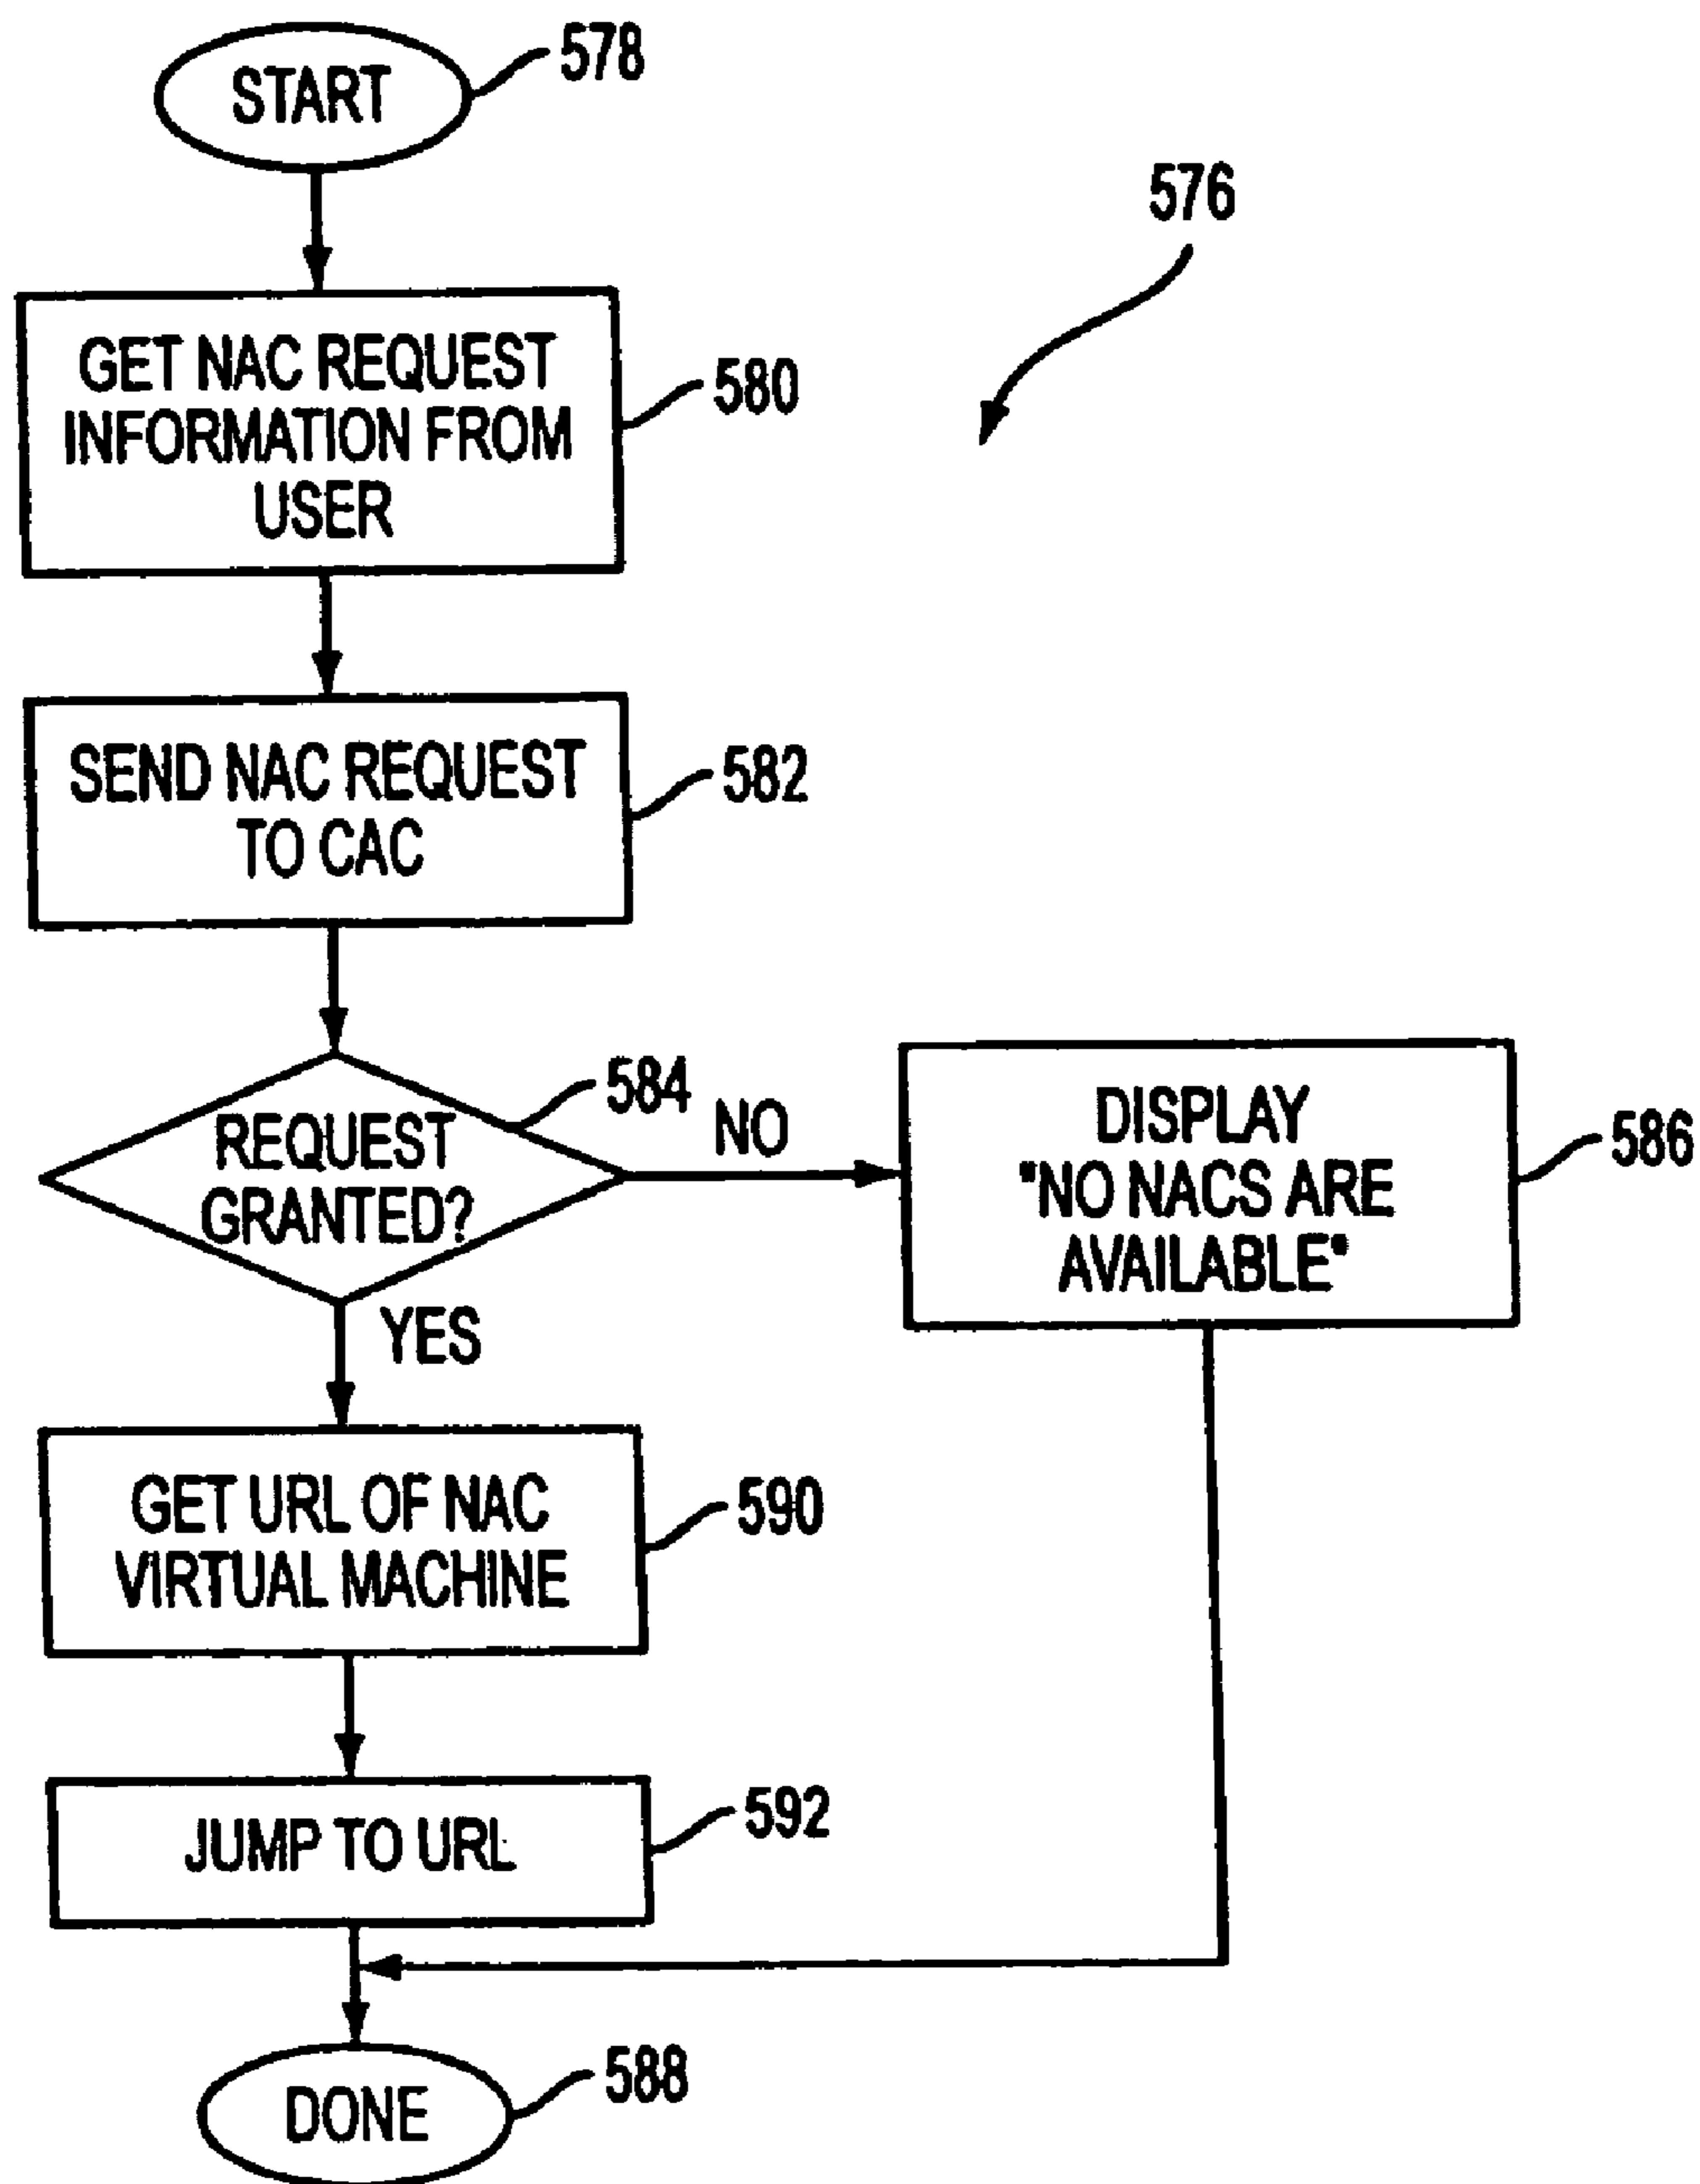 START
578
576
GET NAC REQUEST
INFORMATION FROM
USER
580
SEND NAC REQUEST
TO CAC
582
REQUEST
GRANTED?
584
NO
DISPLAY
"NO NACS ARE
AVAILABLE"
586
YES
GET URL OF NAC
VIRTUAL MACHINE
590
JUMP TO URL
592
DONE
588